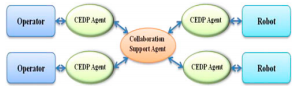 Operator
CEDP Agent
CEDP Agent
Robot
Collaboration
Support Agent
Operator
CEDP Agent
CEDP Agent
Robot